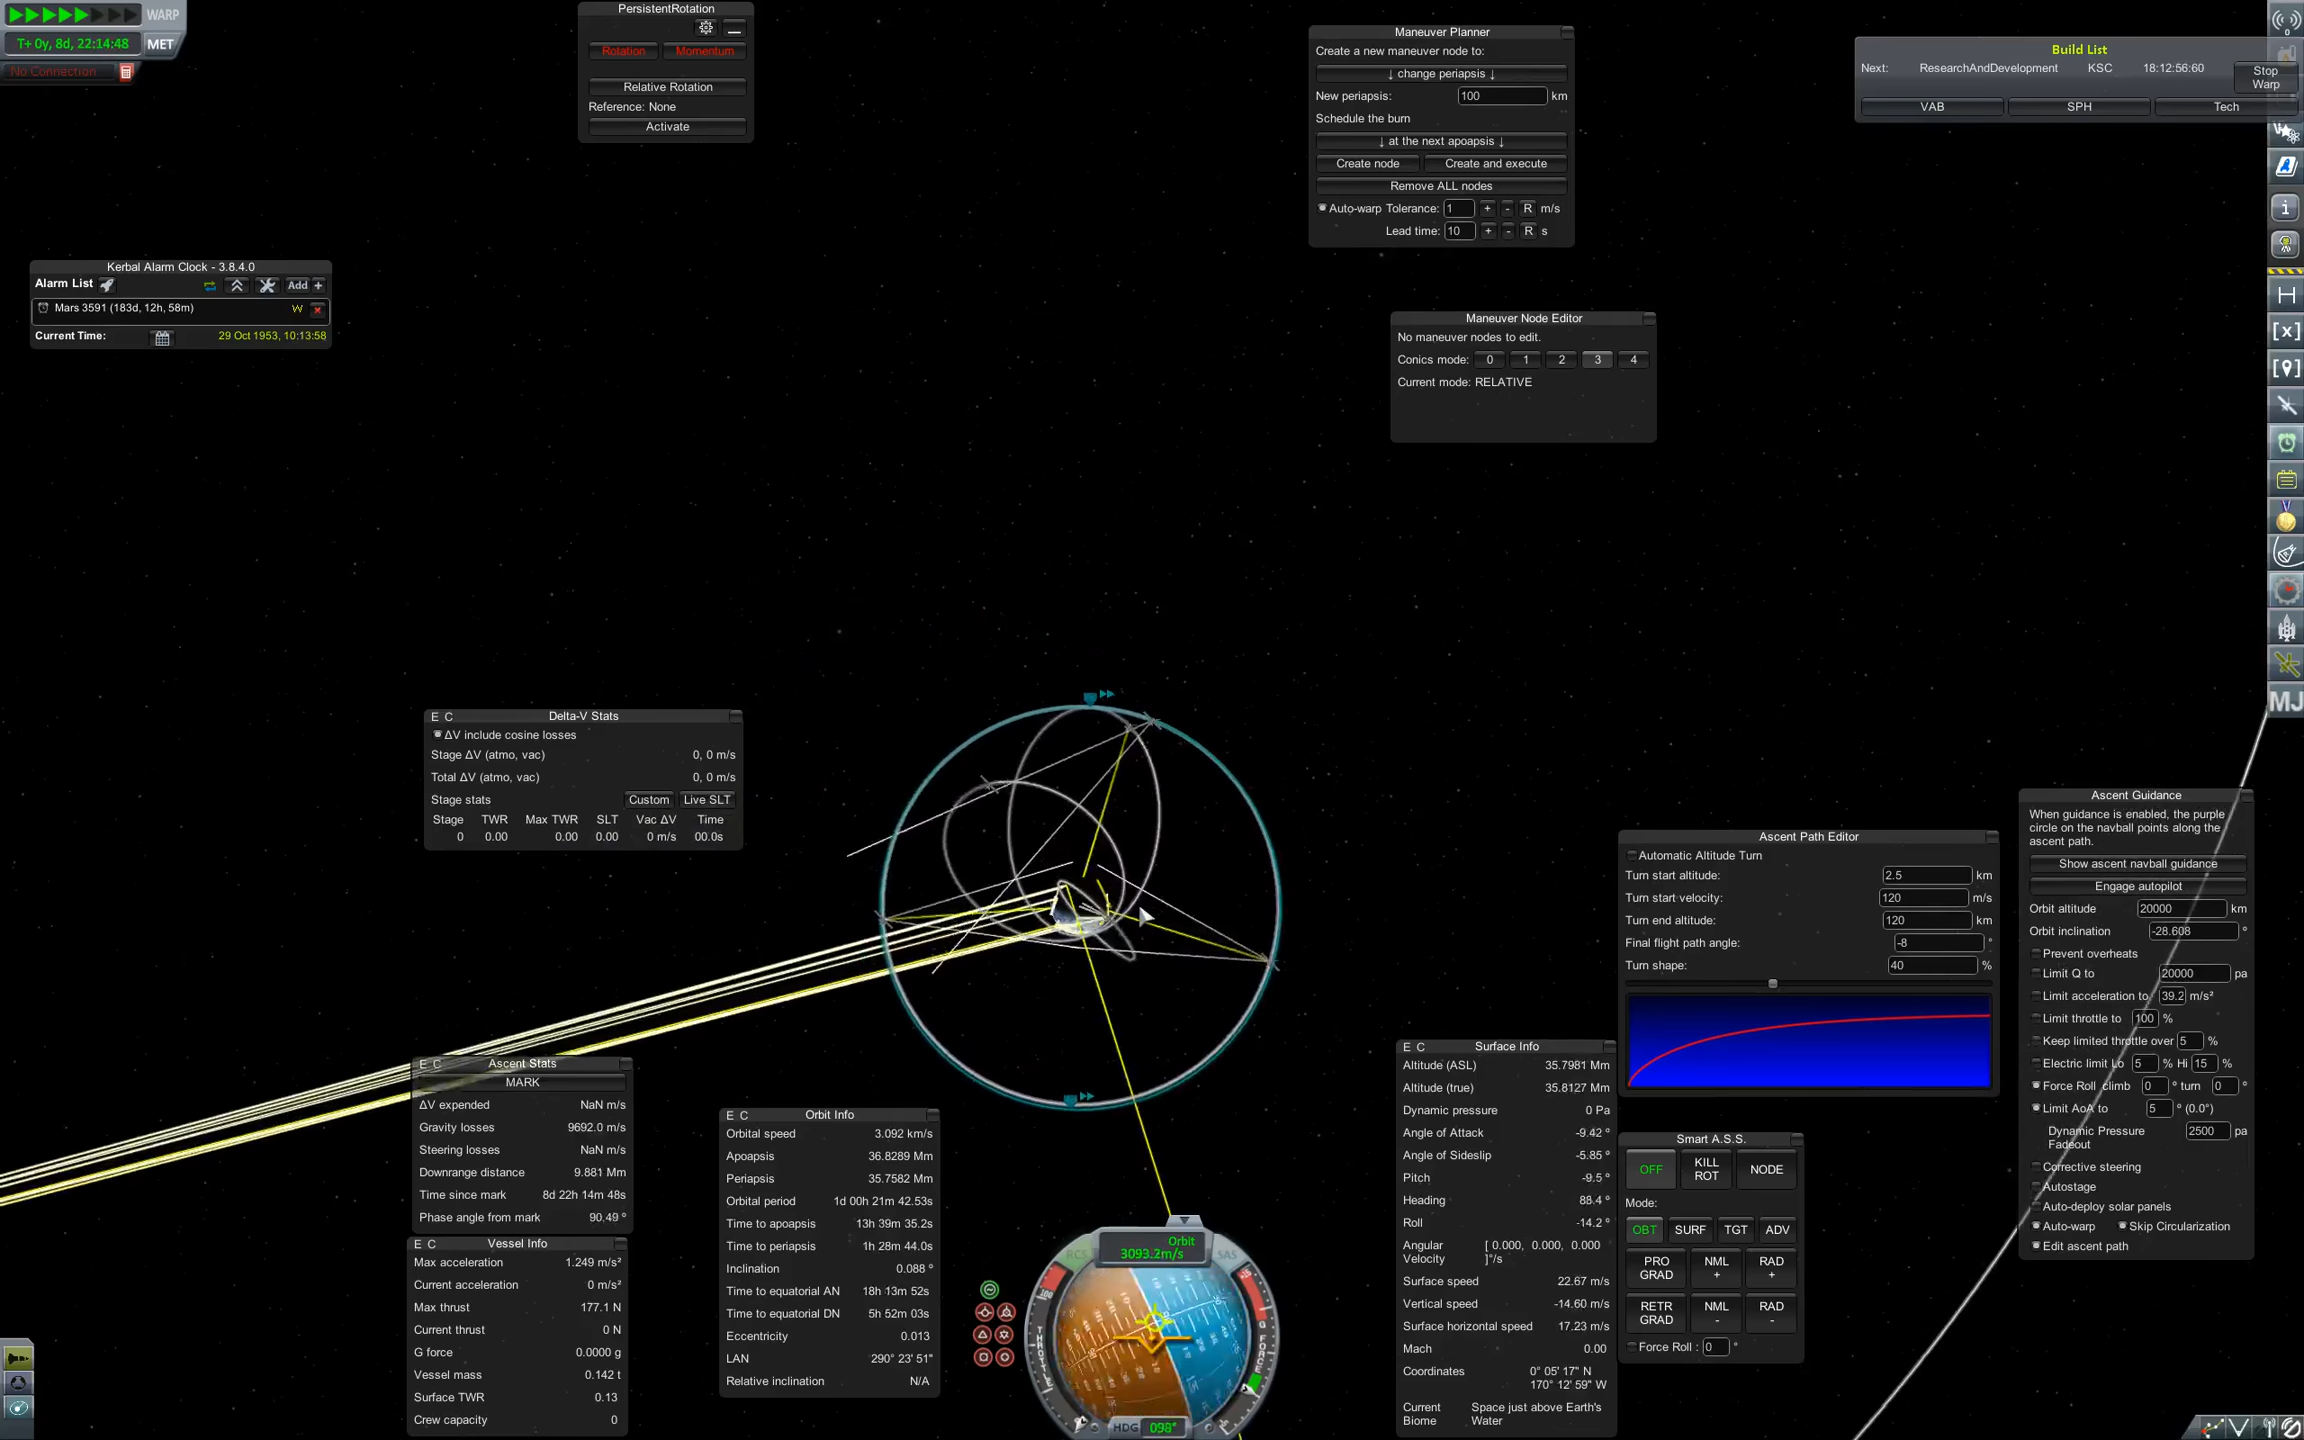 WARP
T+ 0y, 8d, 22:14:48 MET
No Connection
PersistentRotation
Rotation Momentum
Relative Rotation
Reference: None
Activate
Maneuver Planner
Create a new maneuver node to:
↓ change periapsis ↓
New periapsis: 100 km
Schedule the burn
↓ at the next apoapsis ↓
Create node Create and execute
Remove ALL nodes
Auto-warp Tolerance: 1 + - R m/s
Lead time: 10 + - R s
Build List
Next: ResearchAndDevelopment KSC 18:12:56:60
Stop
Warp
VAB SPH Tech
Kerbal Alarm Clock - 3.8.4.0
Alarm List Add +
Mars 3591 (183d, 12h, 58m) W x
Current Time: 29 Oct 1953, 10:13:58
Maneuver Node Editor
No maneuver nodes to edit.
Conics mode: 0 1 2 3 4
Current mode: RELATIVE
MJ
E C Delta-V Stats
ΔV include cosine losses
Stage ΔV (atmo, vac) 0, 0 m/s
Total ΔV (atmo, vac) 0, 0 m/s
Stage stats Custom Live SLT
Stage TWR Max TWR SLT Vac ΔV Time
0 0.00 0.00 0.00 0 m/s 00.0s
Ascent Path Editor
Automatic Altitude Turn
Turn start altitude: 2.5 km
Turn start velocity: 120 m/s
Turn end altitude: 120 km
Final flight path angle: -8 °
Turn shape: 40 %
Ascent Guidance
When guidance is enabled, the purple
circle on the navball points along the
ascent path.
Show ascent navball guidance
Engage autopilot
Orbit altitude 20000 km
Orbit inclination -28.608 °
Prevent overheats
Limit Q to 20000 pa
Limit acceleration to 39.2 m/s²
Limit throttle to 100 %
Keep limited throttle over 5 %
Electric limit Lo 5 % Hi 15 %
Force Roll climb 0 ° turn 0 °
Limit AoA to 5 ° (0.0°)
Dynamic Pressure
Fadeout 2500 pa
Corrective steering
Autostage
Auto-deploy solar panels
Auto-warp Skip Circularization
Edit ascent path
E C Ascent Stats
MARK
ΔV expended NaN m/s
Gravity losses 9692.0 m/s
Steering losses NaN m/s
Downrange distance 9.881 Mm
Time since mark 8d 22h 14m 48s
Phase angle from mark 90.49 °
E C Vessel Info
Max acceleration 1.249 m/s²
Current acceleration 0 m/s²
Max thrust 177.1 N
Current thrust 0 N
G force 0.0000 g
Vessel mass 0.142 t
Surface TWR 0.13
Crew capacity 0
E C Orbit Info
Orbital speed 3.092 km/s
Apoapsis 36.8289 Mm
Periapsis 35.7582 Mm
Orbital period 1d 00h 21m 42.53s
Time to apoapsis 13h 39m 35.2s
Time to periapsis 1h 28m 44.0s
Inclination 0.088 °
Time to equatorial AN 18h 13m 52s
Time to equatorial DN 5h 52m 03s
Eccentricity 0.013
LAN 290° 23' 51"
Relative inclination N/A
Orbit
3093.2m/s
RCS SAS
HDG 098°
E C Surface Info
Altitude (ASL) 35.7981 Mm
Altitude (true) 35.8127 Mm
Dynamic pressure 0 Pa
Angle of Attack -9.42 °
Angle of Sideslip -5.85 °
Pitch -9.5 °
Heading 88.4 °
Roll -14.2 °
Angular
Velocity [ 0.000, 0.000, 0.000
]°/s
Surface speed 22.67 m/s
Vertical speed -14.60 m/s
Surface horizontal speed 17.23 m/s
Mach 0.00
Coordinates 0° 05' 17" N
170° 12' 59" W
Current
Biome Space just above Earth's
Water
Smart A.S.S.
OFF KILL
ROT NODE
Mode:
OBT SURF TGT ADV
PRO
GRAD NML
+ RAD
+
RETR
GRAD NML
- RAD
-
Force Roll : 0 °